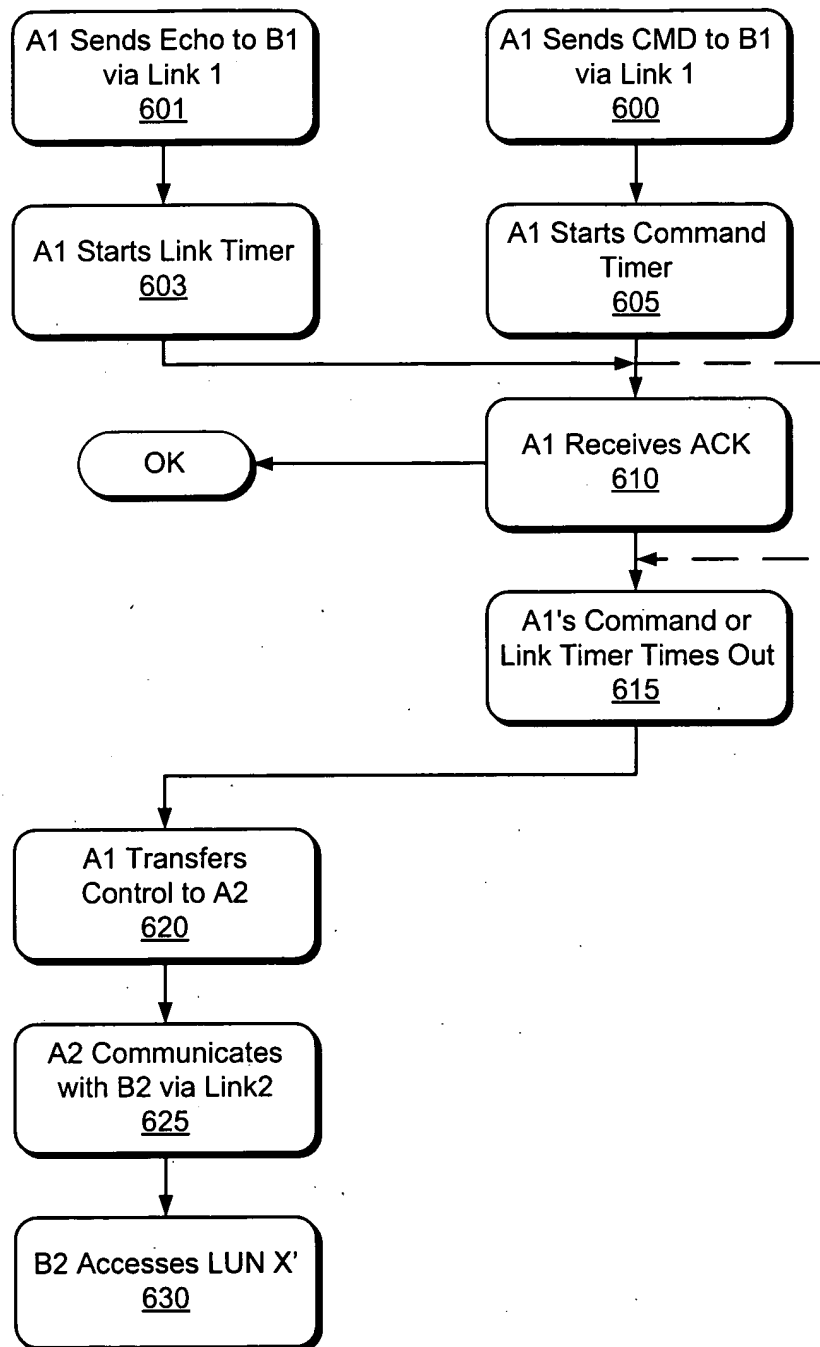 A1 Sends Echo to B1
via Link 1
601
A1 Sends CMD to B1
via Link 1
600
A1 Starts Link Timer
603
A1 Starts Command
Timer
605
OK
A1 Receives ACK
610
A1's Command or
Link Timer Times Out
615
A1 Transfers
Control to A2
620
A2 Communicates
with B2 via Link2
625
B2 Accesses LUN X'
630